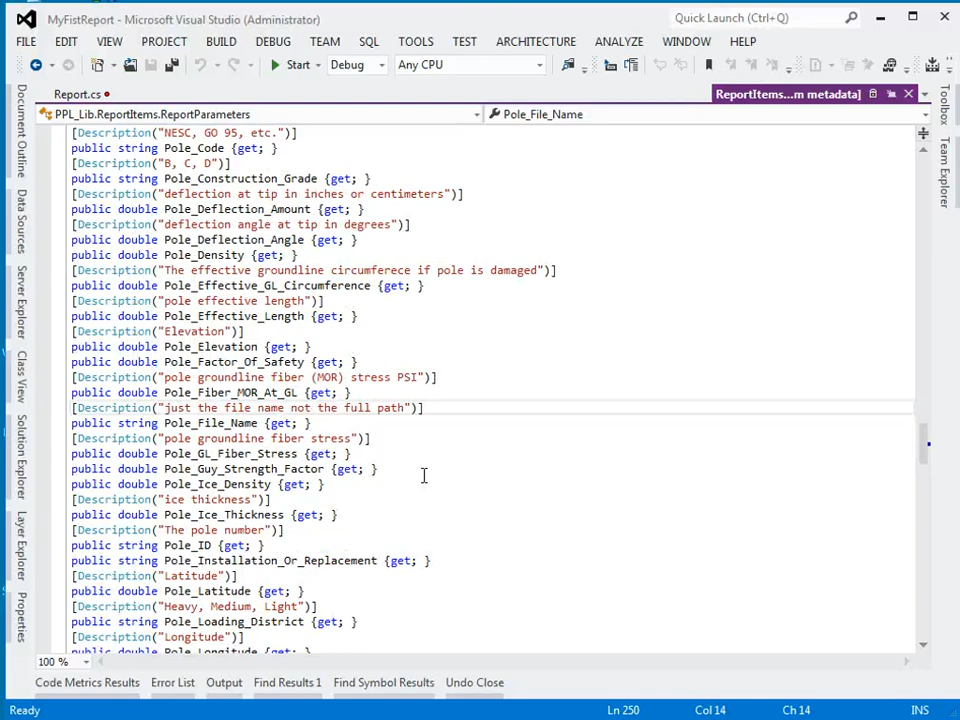 MyFistReport - Microsoft Visual Studio (Administrator)
Quick Launch (Ctrl+Q)
FILE EDIT VIEW PROJECT BUILD DEBUG TEAM SQL TOOLS TEST ARCHITECTURE ANALYZE WINDOW HELP
Start Debug Any CPU
Report.cs
ReportItems...m metadata]
PPL_Lib.ReportItems.ReportParameters
Pole_File_Name
[Description("NESC, GO 95, etc.")]
public string Pole_Code {get; }
[Description("B, C, D")]
public string Pole_Construction_Grade {get; }
[Description("deflection at tip in inches or centimeters")]
public double Pole_Deflection_Amount {get; }
[Description("deflection angle at tip in degrees")]
public double Pole_Deflection_Angle {get; }
public double Pole_Density {get; }
[Description("The effective groundline circumferece if pole is damaged")]
public double Pole_Effective_GL_Circumference {get; }
[Description("pole effective length")]
public double Pole_Effective_Length {get; }
[Description("Elevation")]
public double Pole_Elevation {get; }
public double Pole_Factor_Of_Safety {get; }
[Description("pole groundline fiber (MOR) stress PSI")]
public double Pole_Fiber_MOR_At_GL {get; }
[Description("just the file name not the full path")]
public string Pole_File_Name {get; }
[Description("pole groundline fiber stress")]
public double Pole_GL_Fiber_Stress {get; }
public double Pole_Guy_Strength_Factor {get; }
public double Pole_Ice_Density {get; }
[Description("ice thickness")]
public double Pole_Ice_Thickness {get; }
[Description("The pole number")]
public string Pole_ID {get; }
public string Pole_Installation_Or_Replacement {get; }
[Description("Latitude")]
public double Pole_Latitude {get; }
[Description("Heavy, Medium, Light")]
public string Pole_Loading_District {get; }
[Description("Longitude")]
public double Pole_Longitude {get; }
Document Outline
Data Sources
Server Explorer
Class View
Solution Explorer
Layer Explorer
Properties
Toolbox
Team Explorer
100 %
Code Metrics Results Error List Output Find Results 1 Find Symbol Results Undo Close
Ready Ln 250 Col 14 Ch 14 INS